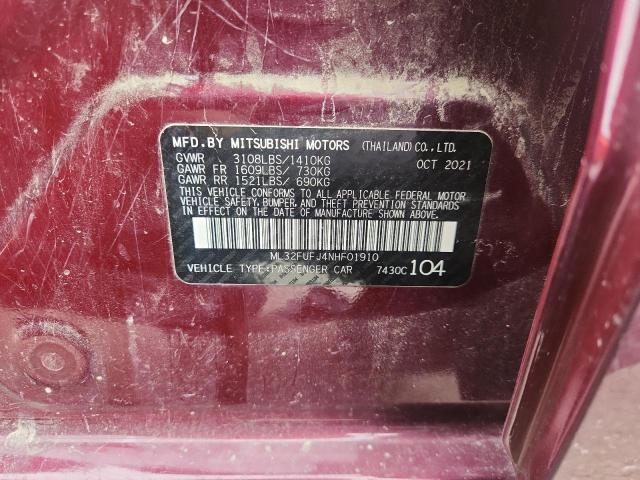 MFD. BY MITSUBISHI MOTORS (THAILAND) CO., LTD.
GVWR 3108LBS/1410KG OCT 2021
GAWR FR 1609LBS/ 730KG
GAWR RR 1521LBS/ 690KG
THIS VEHICLE CONFORMS TO ALL APPLICABLE FEDERAL MOTOR
VEHICLE SAFETY, BUMPER, AND THEFT PREVENTION STANDARDS
IN EFFECT ON THE DATE OF MANUFACTURE SHOWN ABOVE.
ML32FUFJ4NHF01910
VEHICLE TYPE:PASSENGER CAR 7430C 104